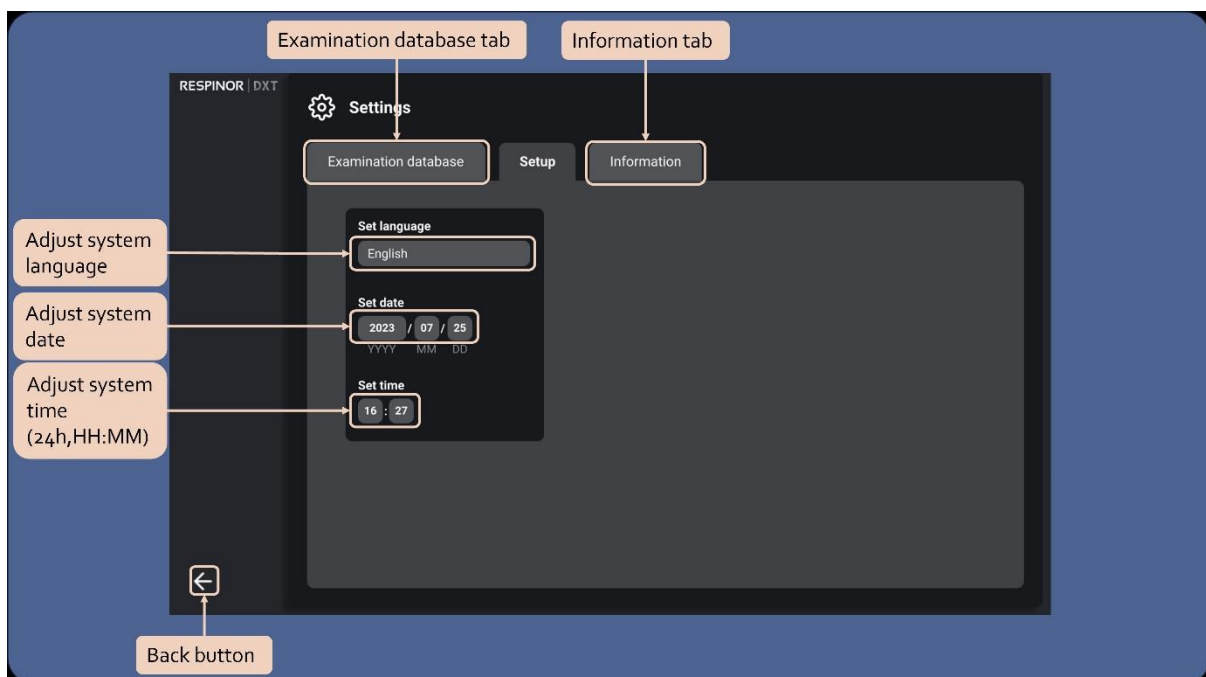 Examination database tab
Information tab
RESPINOR | DXT
Settings
Examination database
Setup
Information
Adjust system
language
Set language
English
Adjust system
date
Set date
2023 / 07 / 25
YYYY MM DD
Adjust system
time
(24h,HH:MM)
Set time
16 : 27
Back button